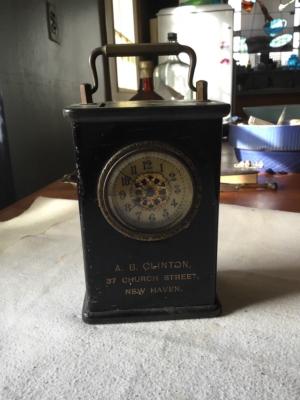 A. B. CLINTON,
37 CHURCH STREET,
NEW HAVEN.